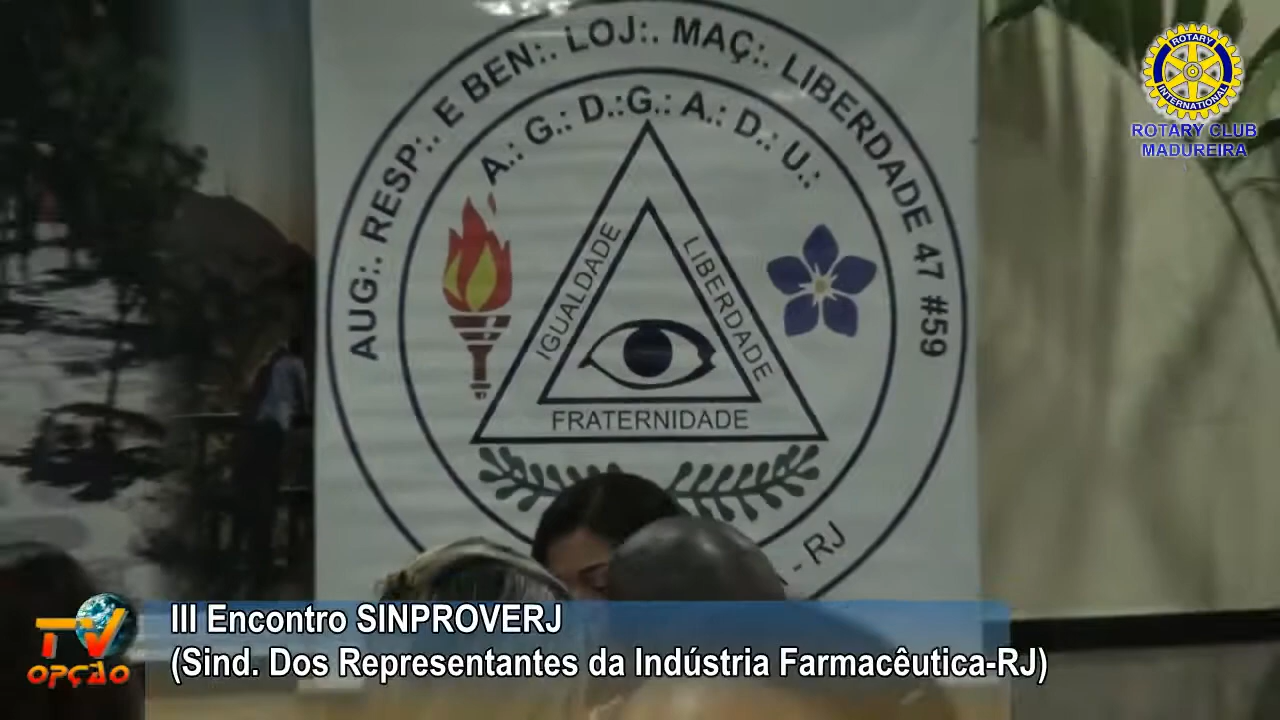 AUG:. RESP:. E BEN:. LOJ:. MAÇ:. LIBERDADE 47 #59
A.: G.: D.:G.: A.: D.: U.:
IGUALDADE
LIBERDADE
FRATERNIDADE
- RJ
ROTARY
INTERNATIONAL
ROTARY CLUB
MADUREIRA
TV
OPÇÃO
III Encontro SINPROVERJ
(Sind. Dos Representantes da Indústria Farmacêutica-RJ)